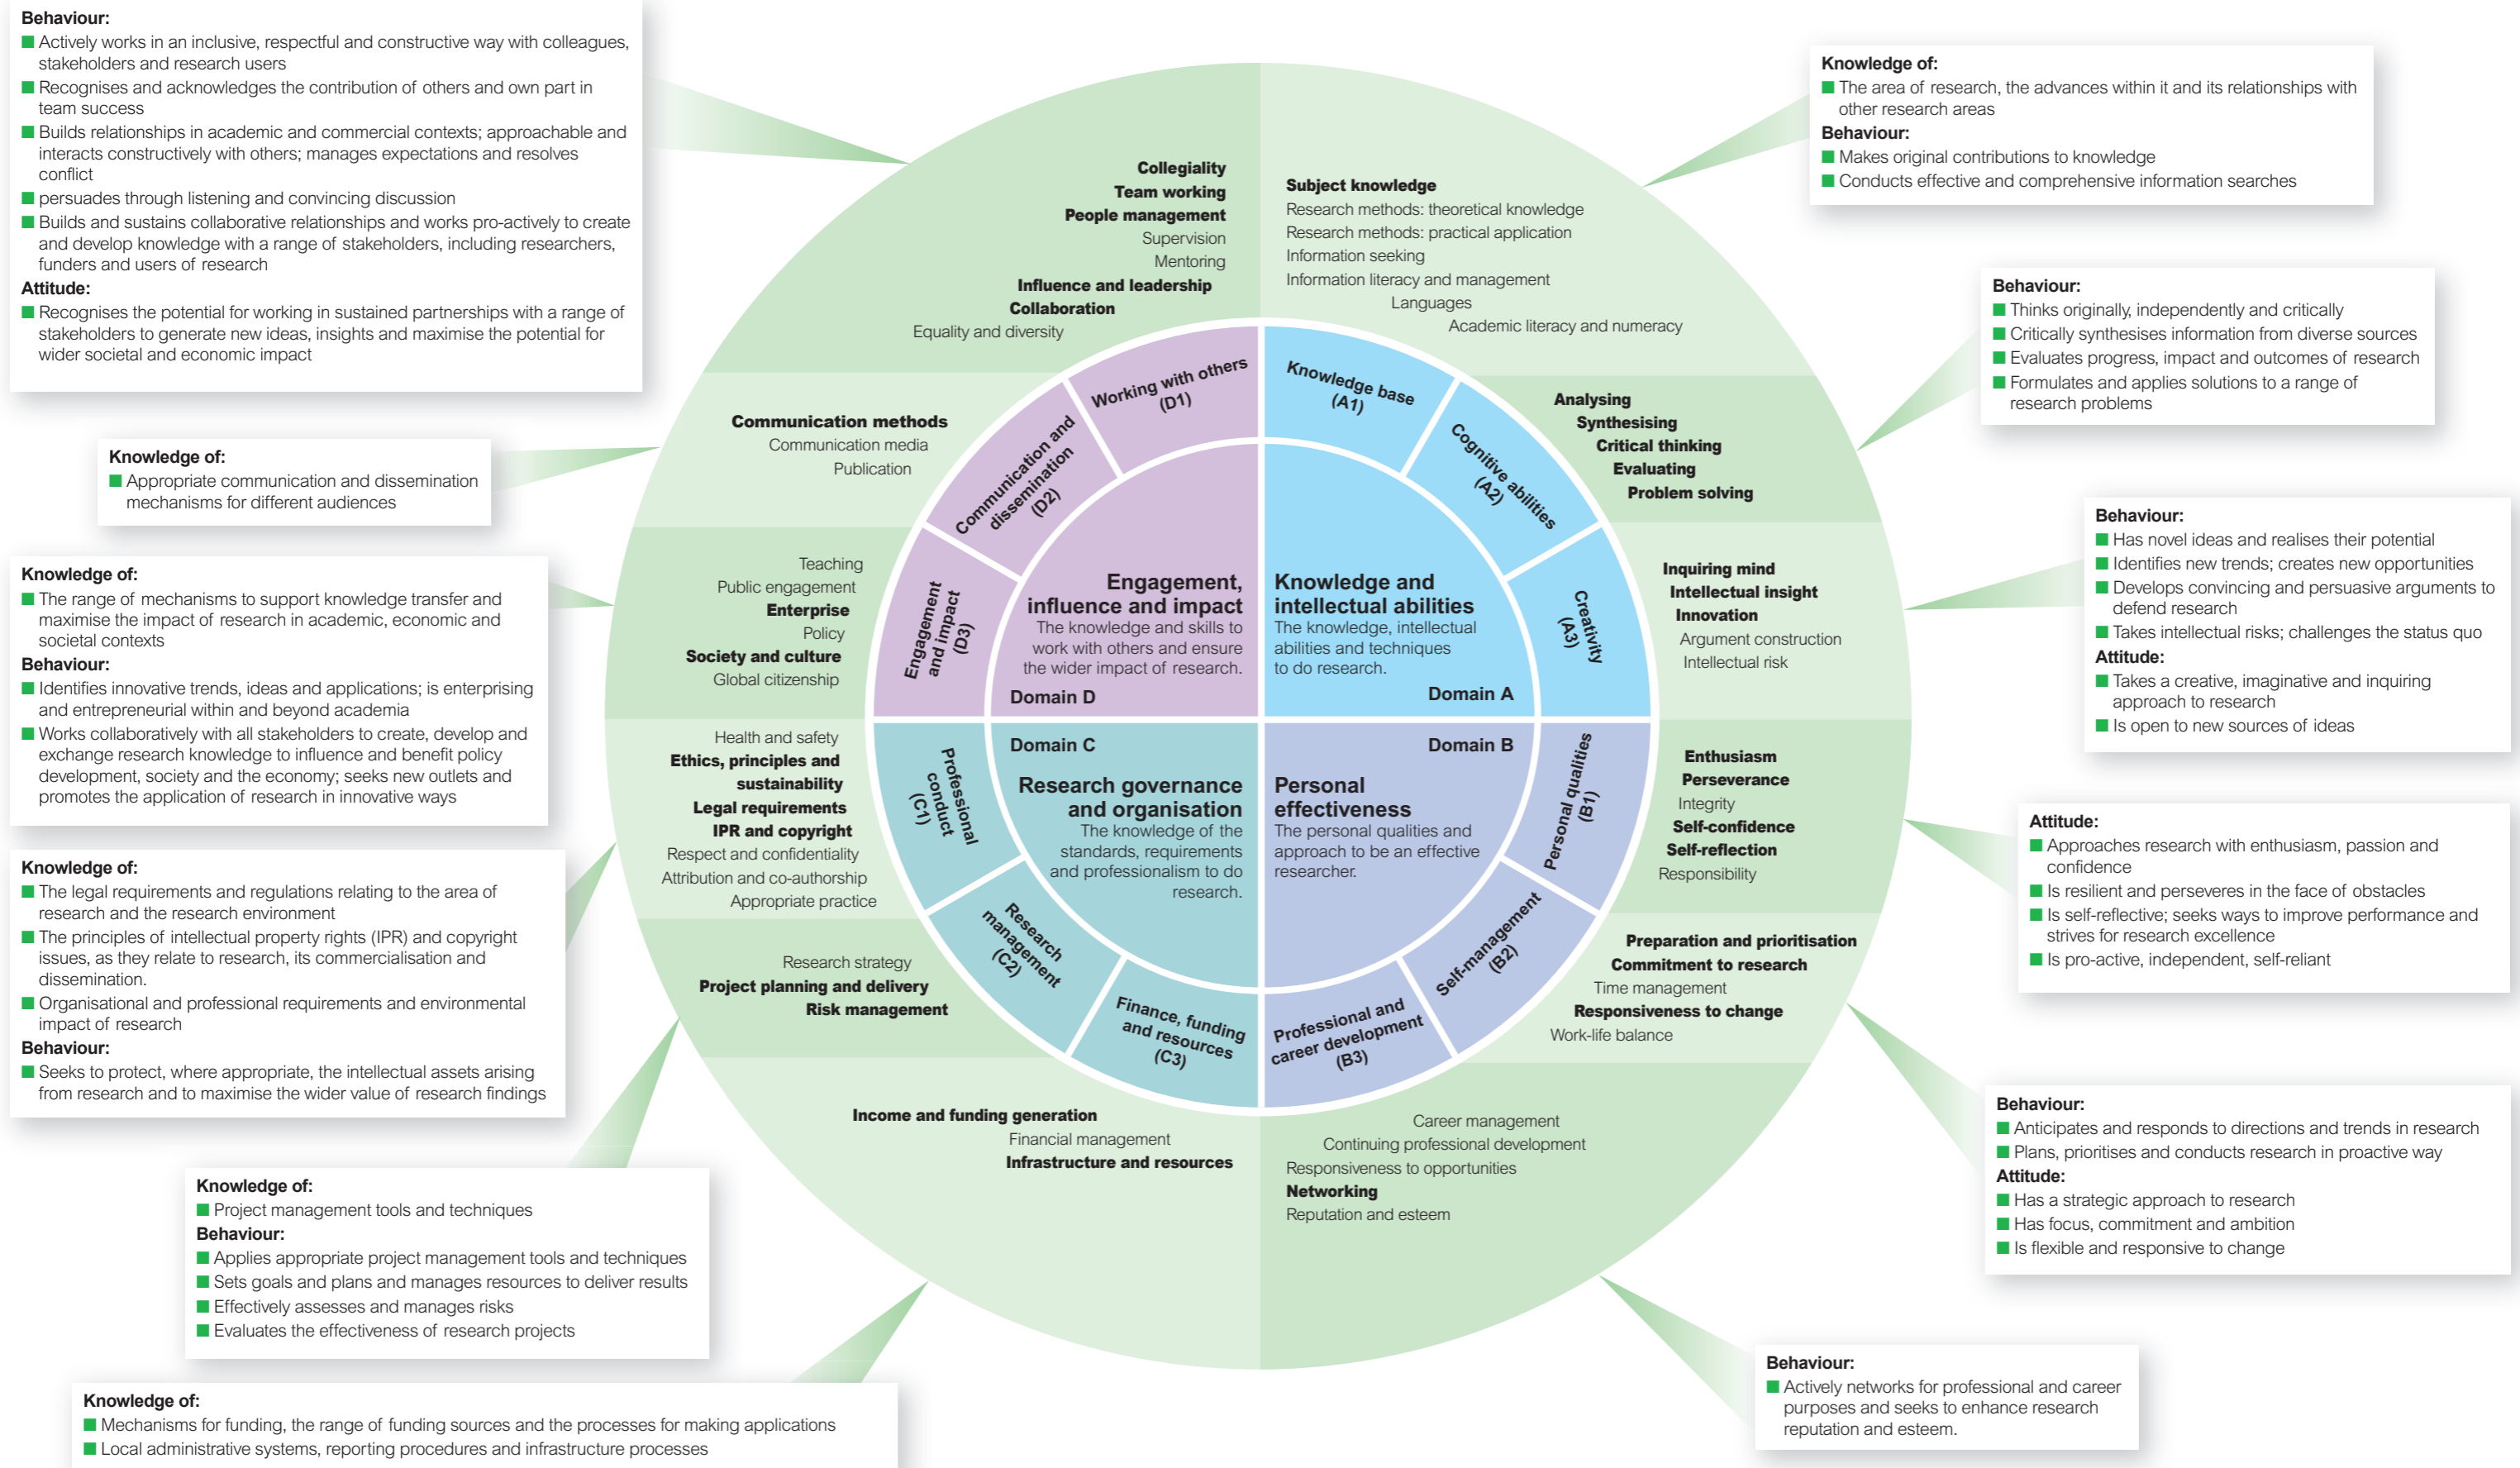 Behaviour:
Actively works in an inclusive, respectful and constructive way with colleagues,
stakeholders and research users
Recognises and acknowledges the contribution of others and own part in
team success
Builds relationships in academic and commercial contexts; approachable and
interacts constructively with others; manages expectations and resolves
conflict
persuades through listening and convincing discussion
Builds and sustains collaborative relationships and works pro-actively to create
and develop knowledge with a range of stakeholders, including researchers,
funders and users of research
Attitude:
Recognises the potential for working in sustained partnerships with a range of
stakeholders to generate new ideas, insights and maximise the potential for
wider societal and economic impact
Knowledge of:
Appropriate communication and dissemination
mechanisms for different audiences
Knowledge of:
The range of mechanisms to support knowledge transfer and
maximise the impact of research in academic, economic and
societal contexts
Behaviour:
Identifies innovative trends, ideas and applications; is enterprising
and entrepreneurial within and beyond academia
Works collaboratively with all stakeholders to create, develop and
exchange research knowledge to influence and benefit policy
development, society and the economy; seeks new outlets and
promotes the application of research in innovative ways
Knowledge of:
The legal requirements and regulations relating to the area of
research and the research environment
The principles of intellectual property rights (IPR) and copyright
issues, as they relate to research, its commercialisation and
dissemination.
Organisational and professional requirements and environmental
impact of research
Behaviour:
Seeks to protect, where appropriate, the intellectual assets arising
from research and to maximise the wider value of research findings
Knowledge of:
Project management tools and techniques
Behaviour:
Applies appropriate project management tools and techniques
Sets goals and plans and manages resources to deliver results
Effectively assesses and manages risks
Evaluates the effectiveness of research projects
Knowledge of:
Mechanisms for funding, the range of funding sources and the processes for making applications
Local administrative systems, reporting procedures and infrastructure processes
Collegiality
Team working
People management
Supervision
Mentoring
Influence and leadership
Collaboration
Equality and diversity
Communication methods
Communication media
Publication
Teaching
Public engagement
Enterprise
Policy
Society and culture
Global citizenship
Health and safety
Ethics, principles and
sustainability
Legal requirements
IPR and copyright
Respect and confidentiality
Attribution and co-authorship
Appropriate practice
Research strategy
Project planning and delivery
Risk management
Income and funding generation
Financial management
Infrastructure and resources
Working with others
(D1)
Communication and
dissemination
(D2)
Engagement
and impact
(D3)
Engagement,
influence and impact
The knowledge and skills to
work with others and ensure
the wider impact of research.
Domain D
Domain C
Research governance
and organisation
The knowledge of the
standards, requirements
and professionalism to do
research.
Professional
conduct
(C1)
Research
management
(C2)
Finance, funding
and resources
(C3)
Knowledge base
(A1)
Cognitive abilities
(A2)
Creativity
(A3)
Knowledge and
intellectual abilities
The knowledge, intellectual
abilities and techniques
to do research.
Domain A
Domain B
Personal
effectiveness
The personal qualities and
approach to be an effective
researcher.
Personal qualities
(B1)
Self-management
(B2)
Professional and
career development
(B3)
Subject knowledge
Research methods: theoretical knowledge
Research methods: practical application
Information seeking
Information literacy and management
Languages
Academic literacy and numeracy
Analysing
Synthesising
Critical thinking
Evaluating
Problem solving
Inquiring mind
Intellectual insight
Innovation
Argument construction
Intellectual risk
Enthusiasm
Perseverance
Integrity
Self-confidence
Self-reflection
Responsibility
Preparation and prioritisation
Commitment to research
Time management
Responsiveness to change
Work-life balance
Career management
Continuing professional development
Responsiveness to opportunities
Networking
Reputation and esteem
Knowledge of:
The area of research, the advances within it and its relationships with
other research areas
Behaviour:
Makes original contributions to knowledge
Conducts effective and comprehensive information searches
Behaviour:
Thinks originally, independently and critically
Critically synthesises information from diverse sources
Evaluates progress, impact and outcomes of research
Formulates and applies solutions to a range of
research problems
Behaviour:
Has novel ideas and realises their potential
Identifies new trends; creates new opportunities
Develops convincing and persuasive arguments to
defend research
Takes intellectual risks; challenges the status quo
Attitude:
Takes a creative, imaginative and inquiring
approach to research
Is open to new sources of ideas
Attitude:
Approaches research with enthusiasm, passion and
confidence
Is resilient and perseveres in the face of obstacles
Is self-reflective; seeks ways to improve performance and
strives for research excellence
Is pro-active, independent, self-reliant
Behaviour:
Anticipates and responds to directions and trends in research
Plans, prioritises and conducts research in proactive way
Attitude:
Has a strategic approach to research
Has focus, commitment and ambition
Is flexible and responsive to change
Behaviour:
Actively networks for professional and career
purposes and seeks to enhance research
reputation and esteem.